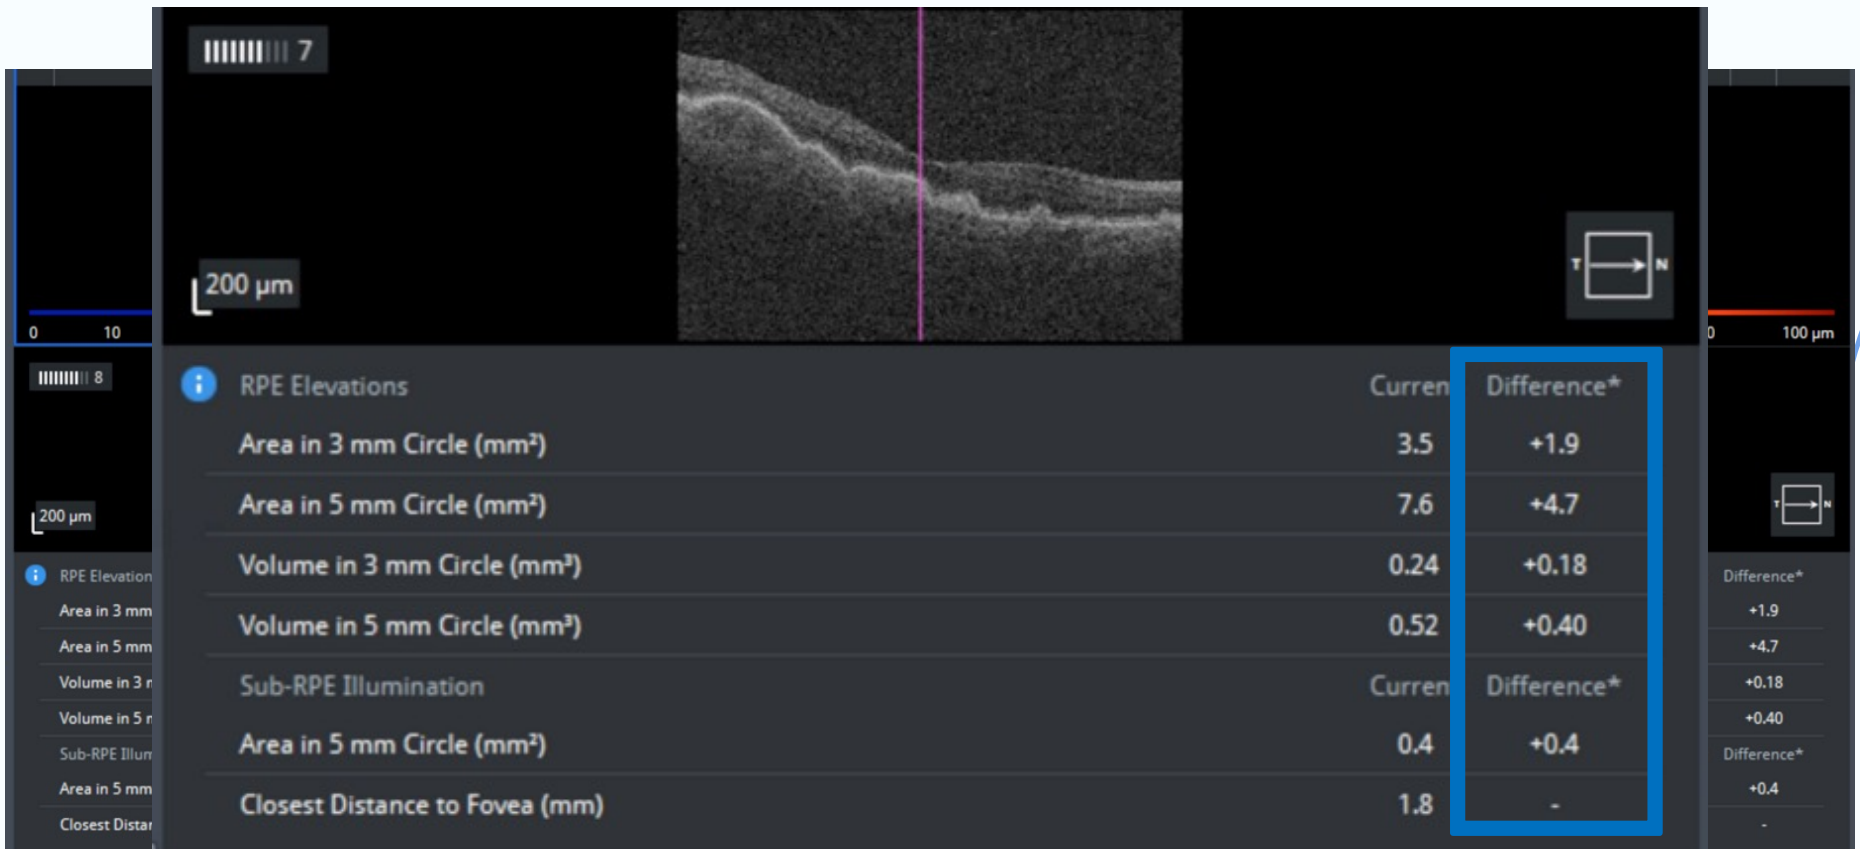 7
200 µm
T N
RPE Elevations Curren Difference*
Area in 3 mm Circle (mm²) 3.5 +1.9
Area in 5 mm Circle (mm²) 7.6 +4.7
Volume in 3 mm Circle (mm³) 0.24 +0.18
Volume in 5 mm Circle (mm³) 0.52 +0.40
Sub-RPE Illumination Curren Difference*
Area in 5 mm Circle (mm²) 0.4 +0.4
Closest Distance to Fovea (mm) 1.8 -
0 10
8
200 µm
RPE Elevation
Area in 3 mm
Area in 5 mm
Volume in 3
Volume in 5
Sub-RPE Illum
Area in 5 mm
Closest Distar
0 100 µm
T N
Difference*
+1.9
+4.7
+0.18
+0.40
Difference*
+0.4
-